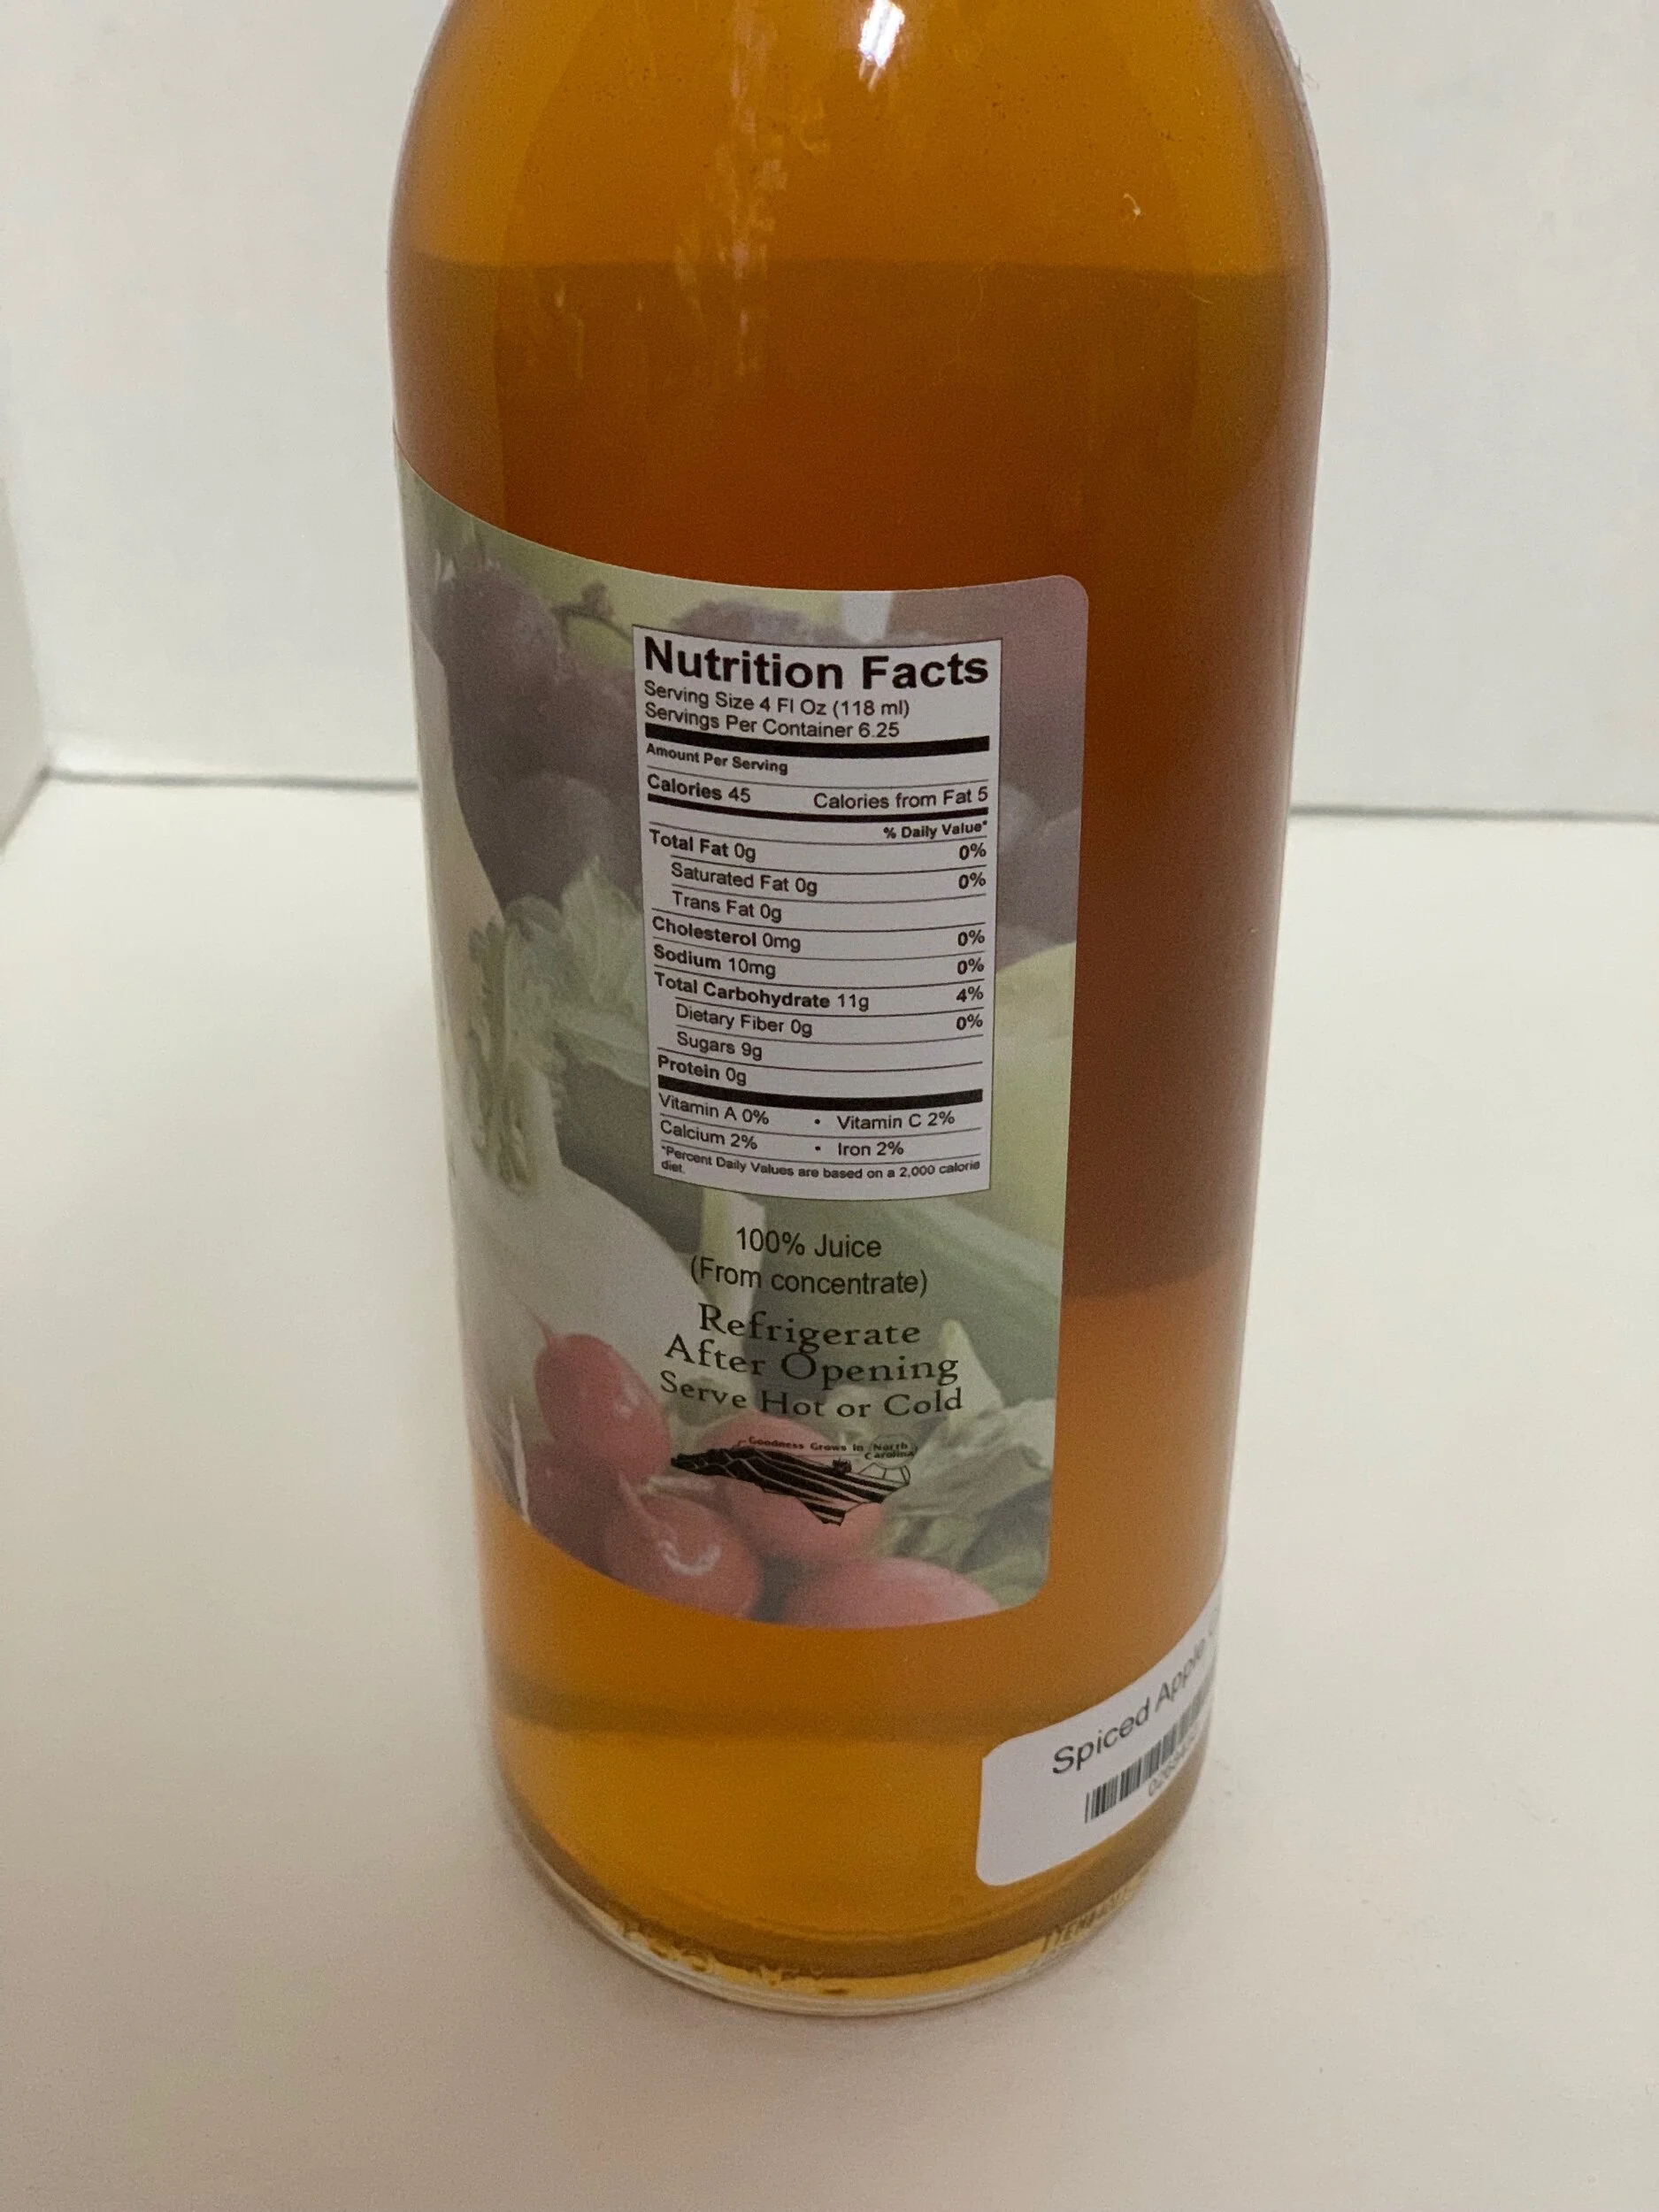 Nutrition Facts
Serving Size 4 Fl Oz (118 ml)
Servings Per Container 6.25
Amount Per Serving
Calories 45 Calories from Fat 5
% Daily Value*
Total Fat 0g 0%
Saturated Fat 0g 0%
Trans Fat 0g
Cholesterol 0mg 0%
Sodium 10mg 0%
Total Carbohydrate 11g 4%
Dietary Fiber 0g 0%
Sugars 9g
Protein 0g
Vitamin A 0% • Vitamin C 2%
Calcium 2% • Iron 2%
*Percent Daily Values are based on a 2,000 calorie
diet.
100% Juice
(From concentrate)
Refrigerate
After Opening
Serve Hot or Cold
Goodness Grows in North
Carolina
Spiced Apple